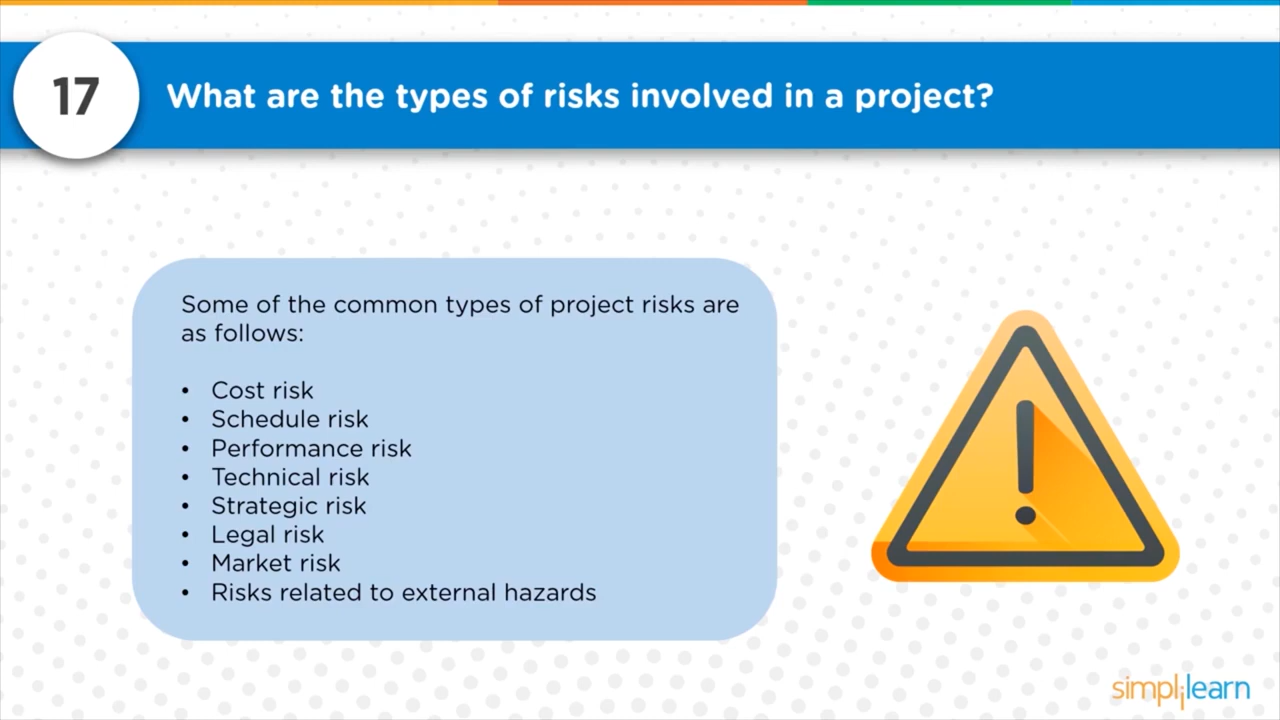 17
What are the types of risks involved in a project?
Some of the common types of project risks are
as follows:
• Cost risk
• Schedule risk
• Performance risk
• Technical risk
• Strategic risk
• Legal risk
• Market risk
• Risks related to external hazards
simplilearn